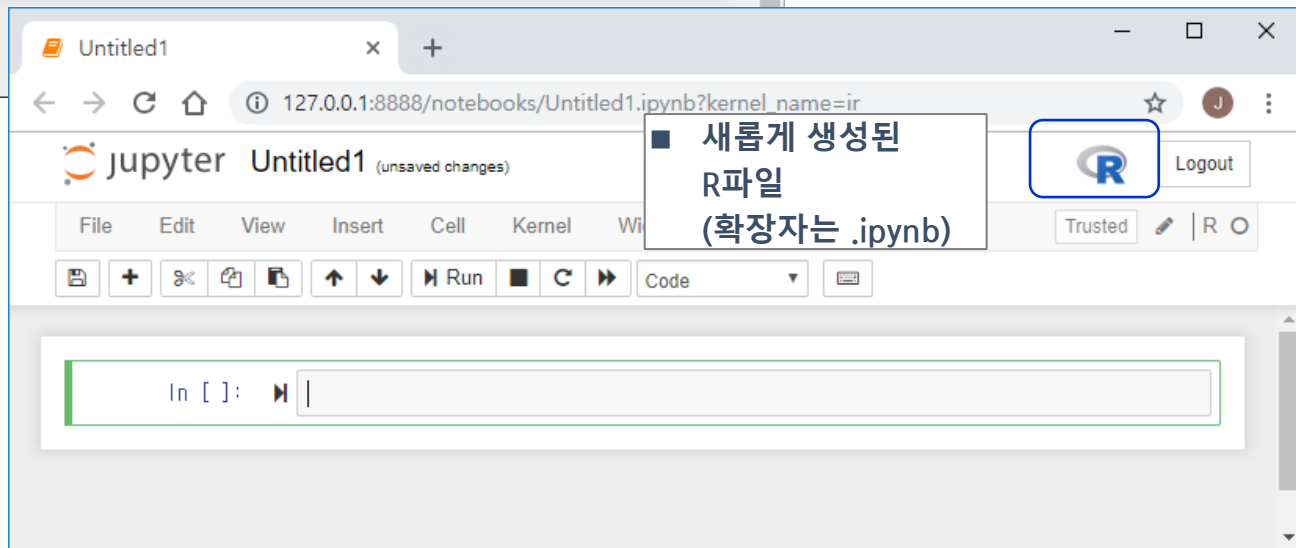 Untitled1
127.0.0.1:8888/notebooks/Untitled1.ipynb?kernel_name=ir
J
■ 새롭게 생성된
R파일
(확장자는 .ipynb)
jupyter Untitled1 (unsaved changes)
R
Logout
File Edit View Insert Cell Kernel Wi
Trusted R
Run Code
In [ ]: